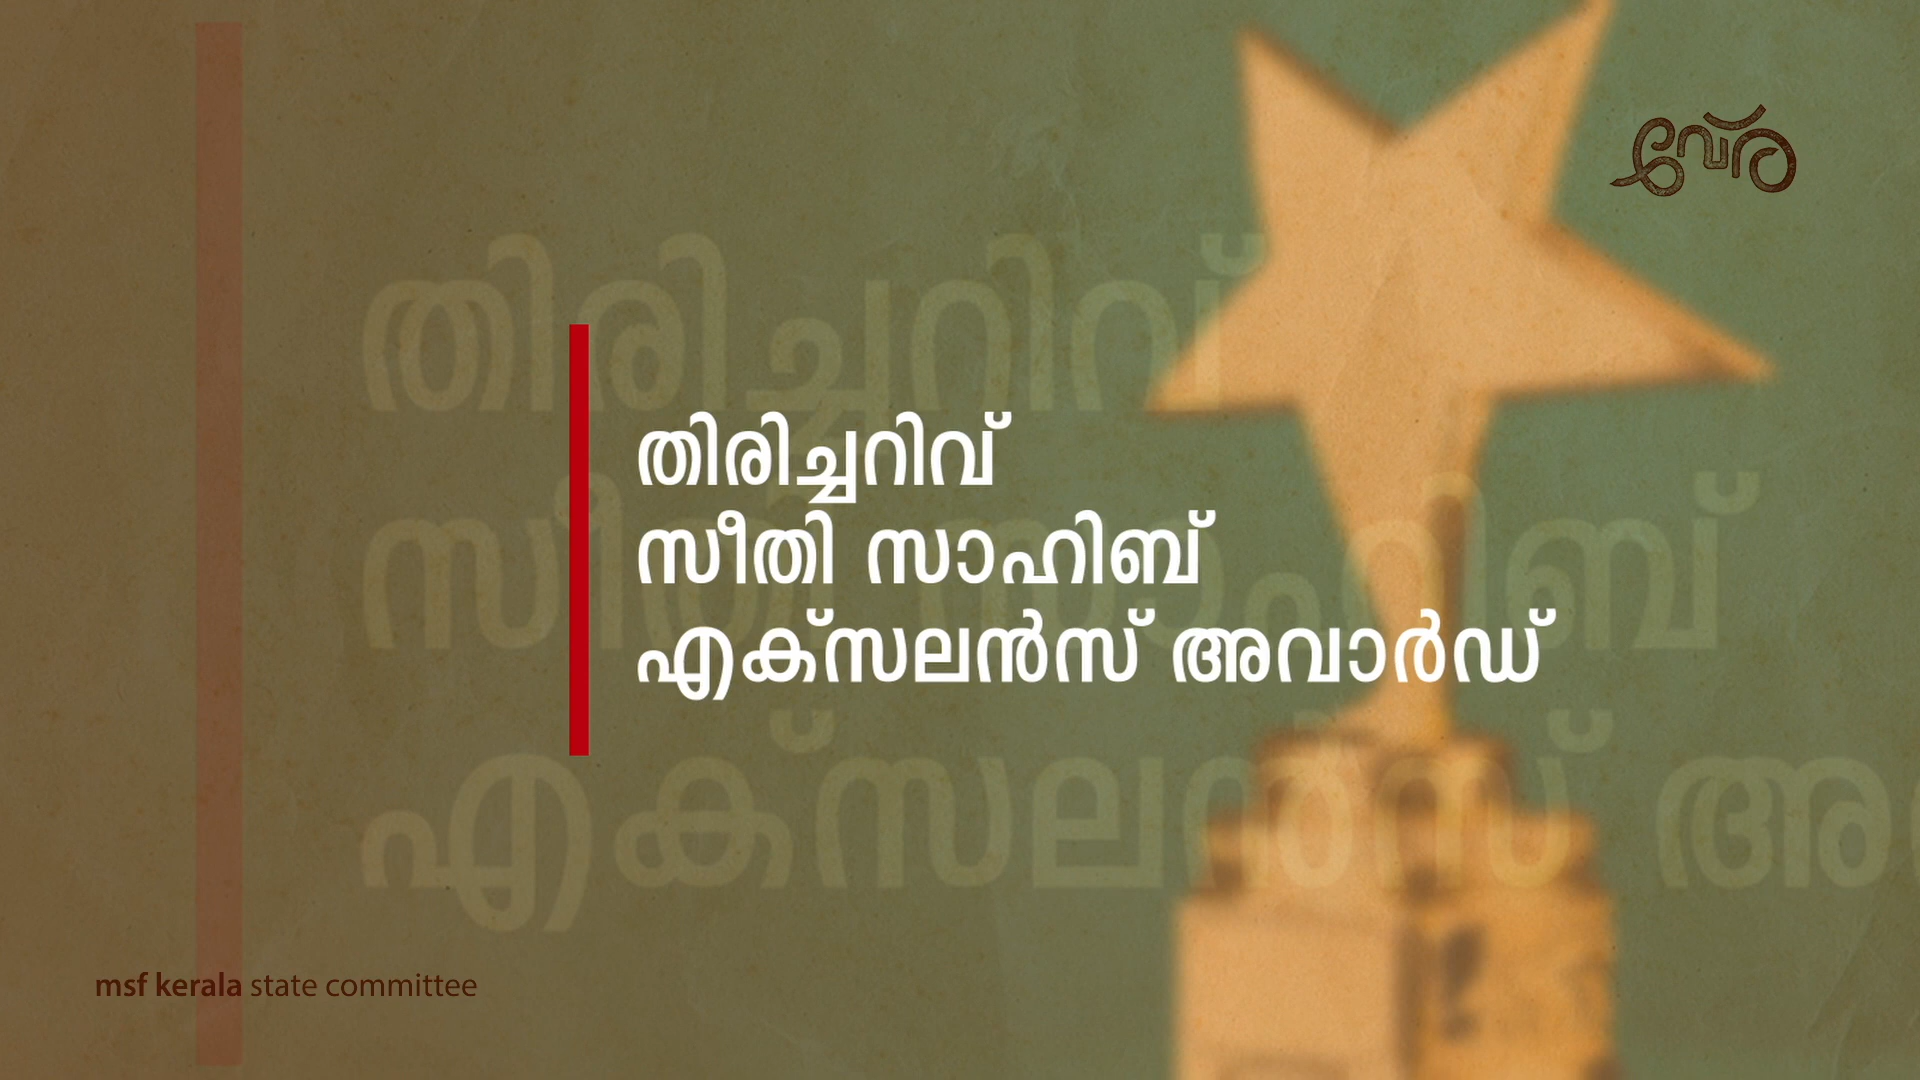 വേര്
തിരിച്ചറിവ്
സീതി സാഹിബ്
എക്സലൻസ് അവാർഡ്
msf kerala state committee